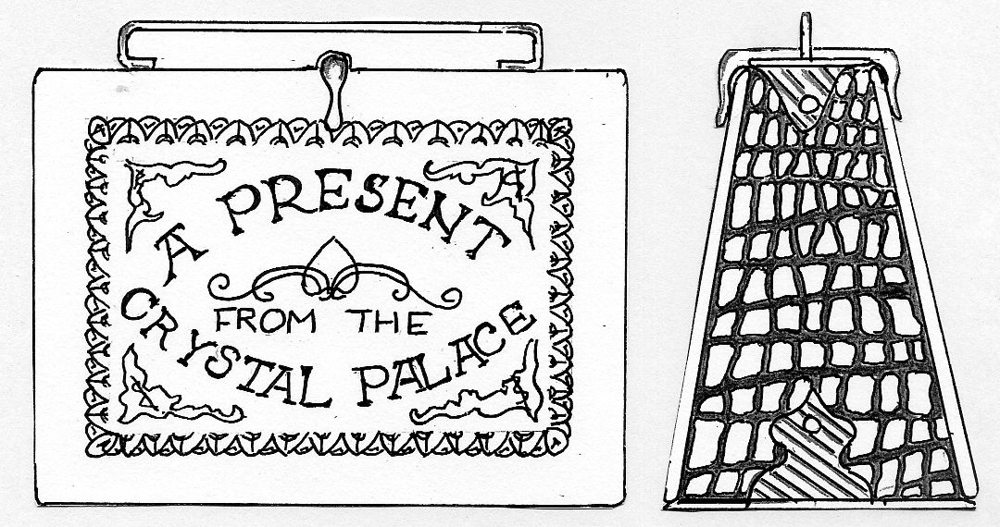 A PRESENT
FROM THE
CRYSTAL PALACE